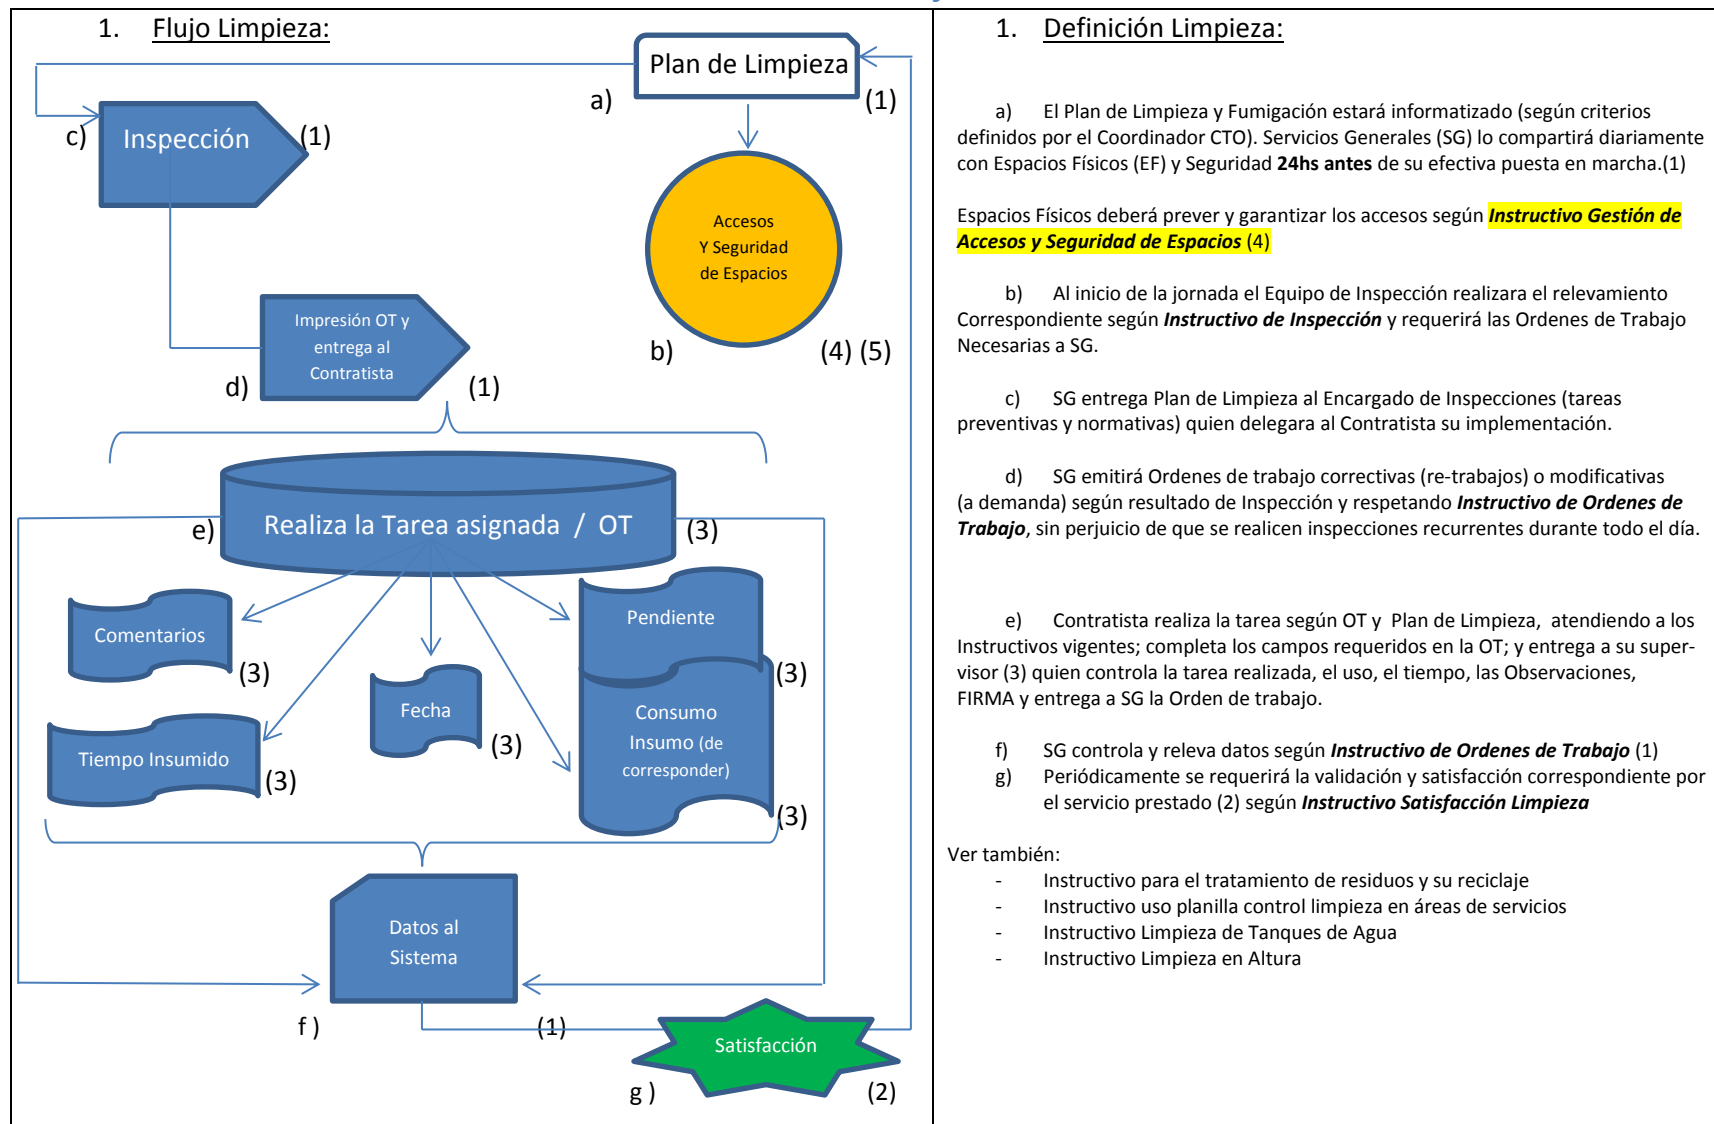 1. Flujo Limpieza:
Plan de Limpieza
a)
(1)
c)
Inspección
(1)
Accesos
Y Seguridad
de Espacios
b)
(4) (5)
Impresión OT y
entrega al
Contratista
d)
(1)
e)
Realiza la Tarea asignada / OT
(3)
Comentarios
(3)
Tiempo Insumido
(3)
Fecha
(3)
Pendiente
(3)
Consumo
Insumo (de
corresponder)
(3)
Datos al
Sistema
f )
(1)
Satisfacción
g )
(2)
1. Definición Limpieza:
a) El Plan de Limpieza y Fumigación estará informatizado (según criterios
definidos por el Coordinador CTO). Servicios Generales (SG) lo compartirá diariamente
con Espacios Físicos (EF) y Seguridad 24hs antes de su efectiva puesta en marcha.(1)
Espacios Físicos deberá prever y garantizar los accesos según Instructivo Gestión de
Accesos y Seguridad de Espacios (4)
b) Al inicio de la jornada el Equipo de Inspección realizara el relevamiento
Correspondiente según Instructivo de Inspección y requerirá las Ordenes de Trabajo
Necesarias a SG.
c) SG entrega Plan de Limpieza al Encargado de Inspecciones (tareas
preventivas y normativas) quien delegara al Contratista su implementación.
d) SG emitirá Ordenes de trabajo correctivas (re-trabajos) o modificativas
(a demanda) según resultado de Inspección y respetando Instructivo de Ordenes de
Trabajo, sin perjuicio de que se realicen inspecciones recurrentes durante todo el día.
e) Contratista realiza la tarea según OT y Plan de Limpieza, atendiendo a los
Instructivos vigentes; completa los campos requeridos en la OT; y entrega a su super-
visor (3) quien controla la tarea realizada, el uso, el tiempo, las Observaciones,
FIRMA y entrega a SG la Orden de trabajo.
f) SG controla y releva datos según Instructivo de Ordenes de Trabajo (1)
g) Periódicamente se requerirá la validación y satisfacción correspondiente por
el servicio prestado (2) según Instructivo Satisfacción Limpieza
Ver también:
- Instructivo para el tratamiento de residuos y su reciclaje
- Instructivo uso planilla control limpieza en áreas de servicios
- Instructivo Limpieza de Tanques de Agua
- Instructivo Limpieza en Altura